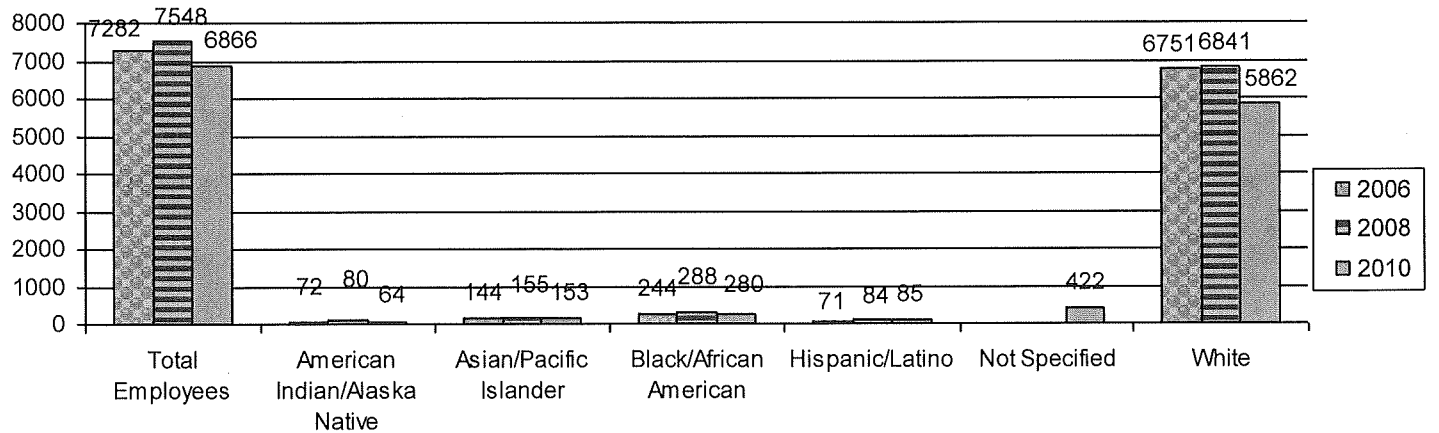 8000
7000
6000
5000
4000
3000
2000
1000
0
7282 7548 6866
72 80 64
144 155 153
244 288 280
71 84 85
422
6751 6841 5862
Total Employees
American Indian/Alaska Native
Asian/Pacific Islander
Black/African American
Hispanic/Latino
Not Specified
White
2006
2008
2010